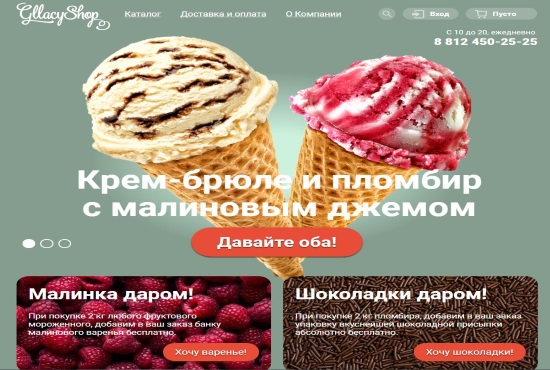 GllacyShop
Каталог
Доставка и оплата
О Компании
Вход
Пусто
С 10 до 20, ежедневно
8 812 450-25-25
Крем-брюле и пломбир
с малиновым джемом
Давайте оба!
Малинка даром!
При покупке 2 кг любого фруктового
мороженного, добавим в ваш заказ банку
малинового варенья бесплатно.
Хочу варенье!
Шоколадки даром!
При покупке 2 кг пломбира, добавим в ваш заказ
упаковку вкуснейшей шоколадной присыпки
абсолютно бесплатно.
Хочу шоколадки!